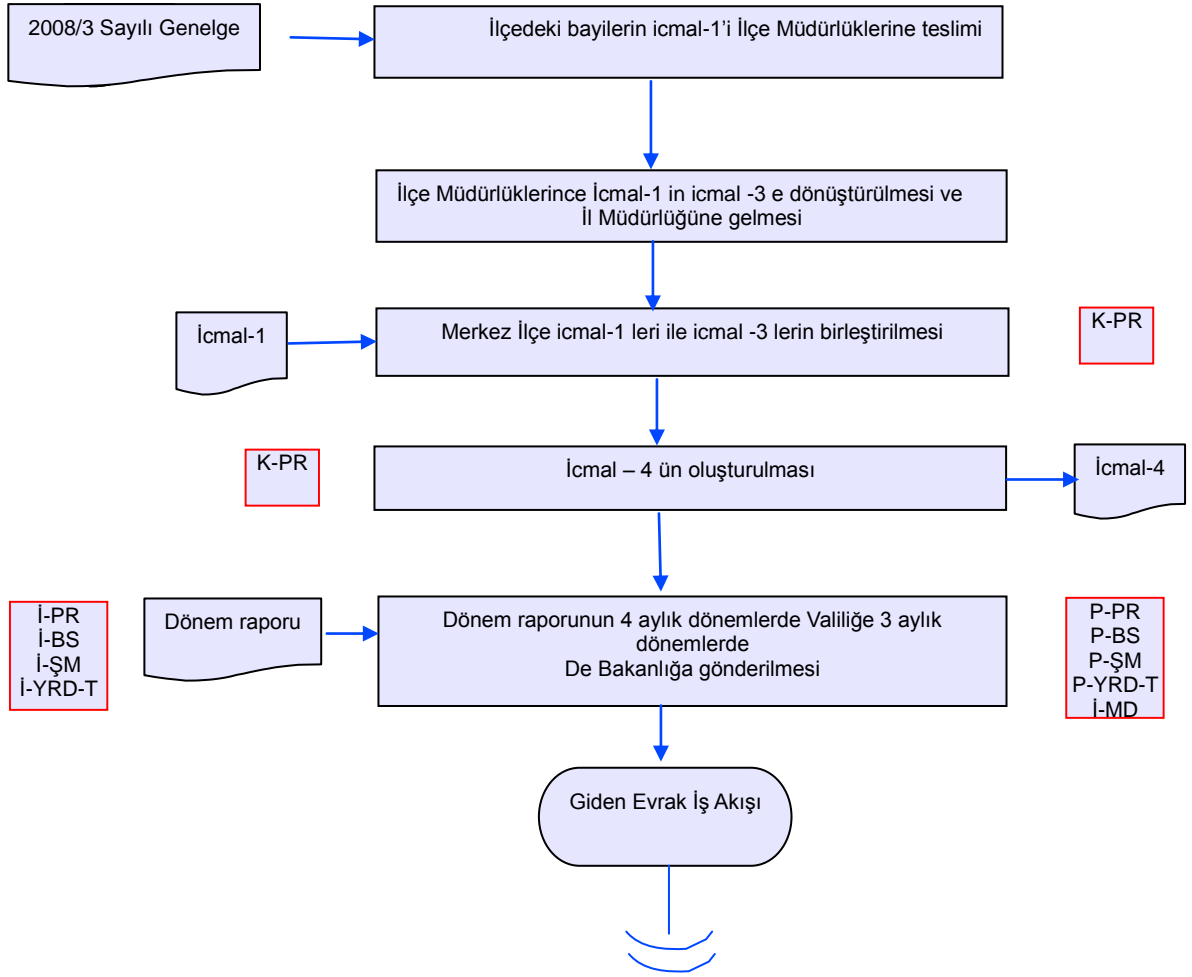 2008/3 Sayılı Genelge
İlçedeki bayilerin icmal-1’i İlçe Müdürlüklerine teslimi
İlçe Müdürlüklerince İcmal-1 in icmal -3 e dönüştürülmesi ve
İl Müdürlüğüne gelmesi
İcmal-1
Merkez İlçe icmal-1 leri ile icmal -3 lerin birleştirilmesi
K-PR
K-PR
İcmal – 4 ün oluşturulması
İcmal-4
İ-PR
İ-BS
İ-ŞM
İ-YRD-T
Dönem raporu
Dönem raporunun 4 aylık dönemlerde Valiliğe 3 aylık
dönemlerde
De Bakanlığa gönderilmesi
P-PR
P-BS
P-ŞM
P-YRD-T
İ-MD
Giden Evrak İş Akışı